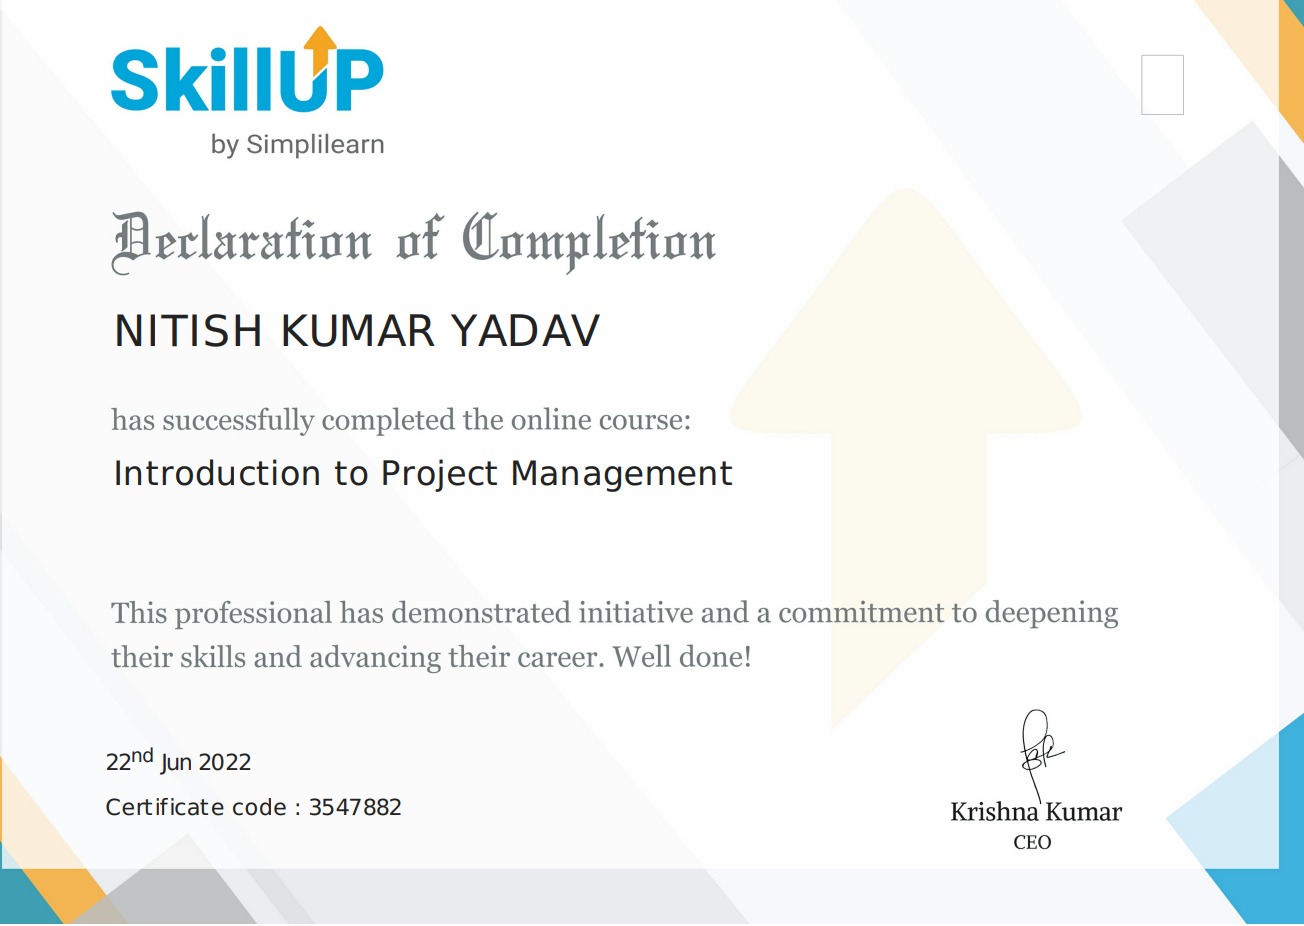 SkillUP
by Simplilearn
Declaration of Completion
NITISH KUMAR YADAV
has successfully completed the online course:
Introduction to Project Management
This professional has demonstrated initiative and a commitment to deepening
their skills and advancing their career. Well done!
22nd Jun 2022
Certificate code : 3547882
Krishna Kumar
CEO